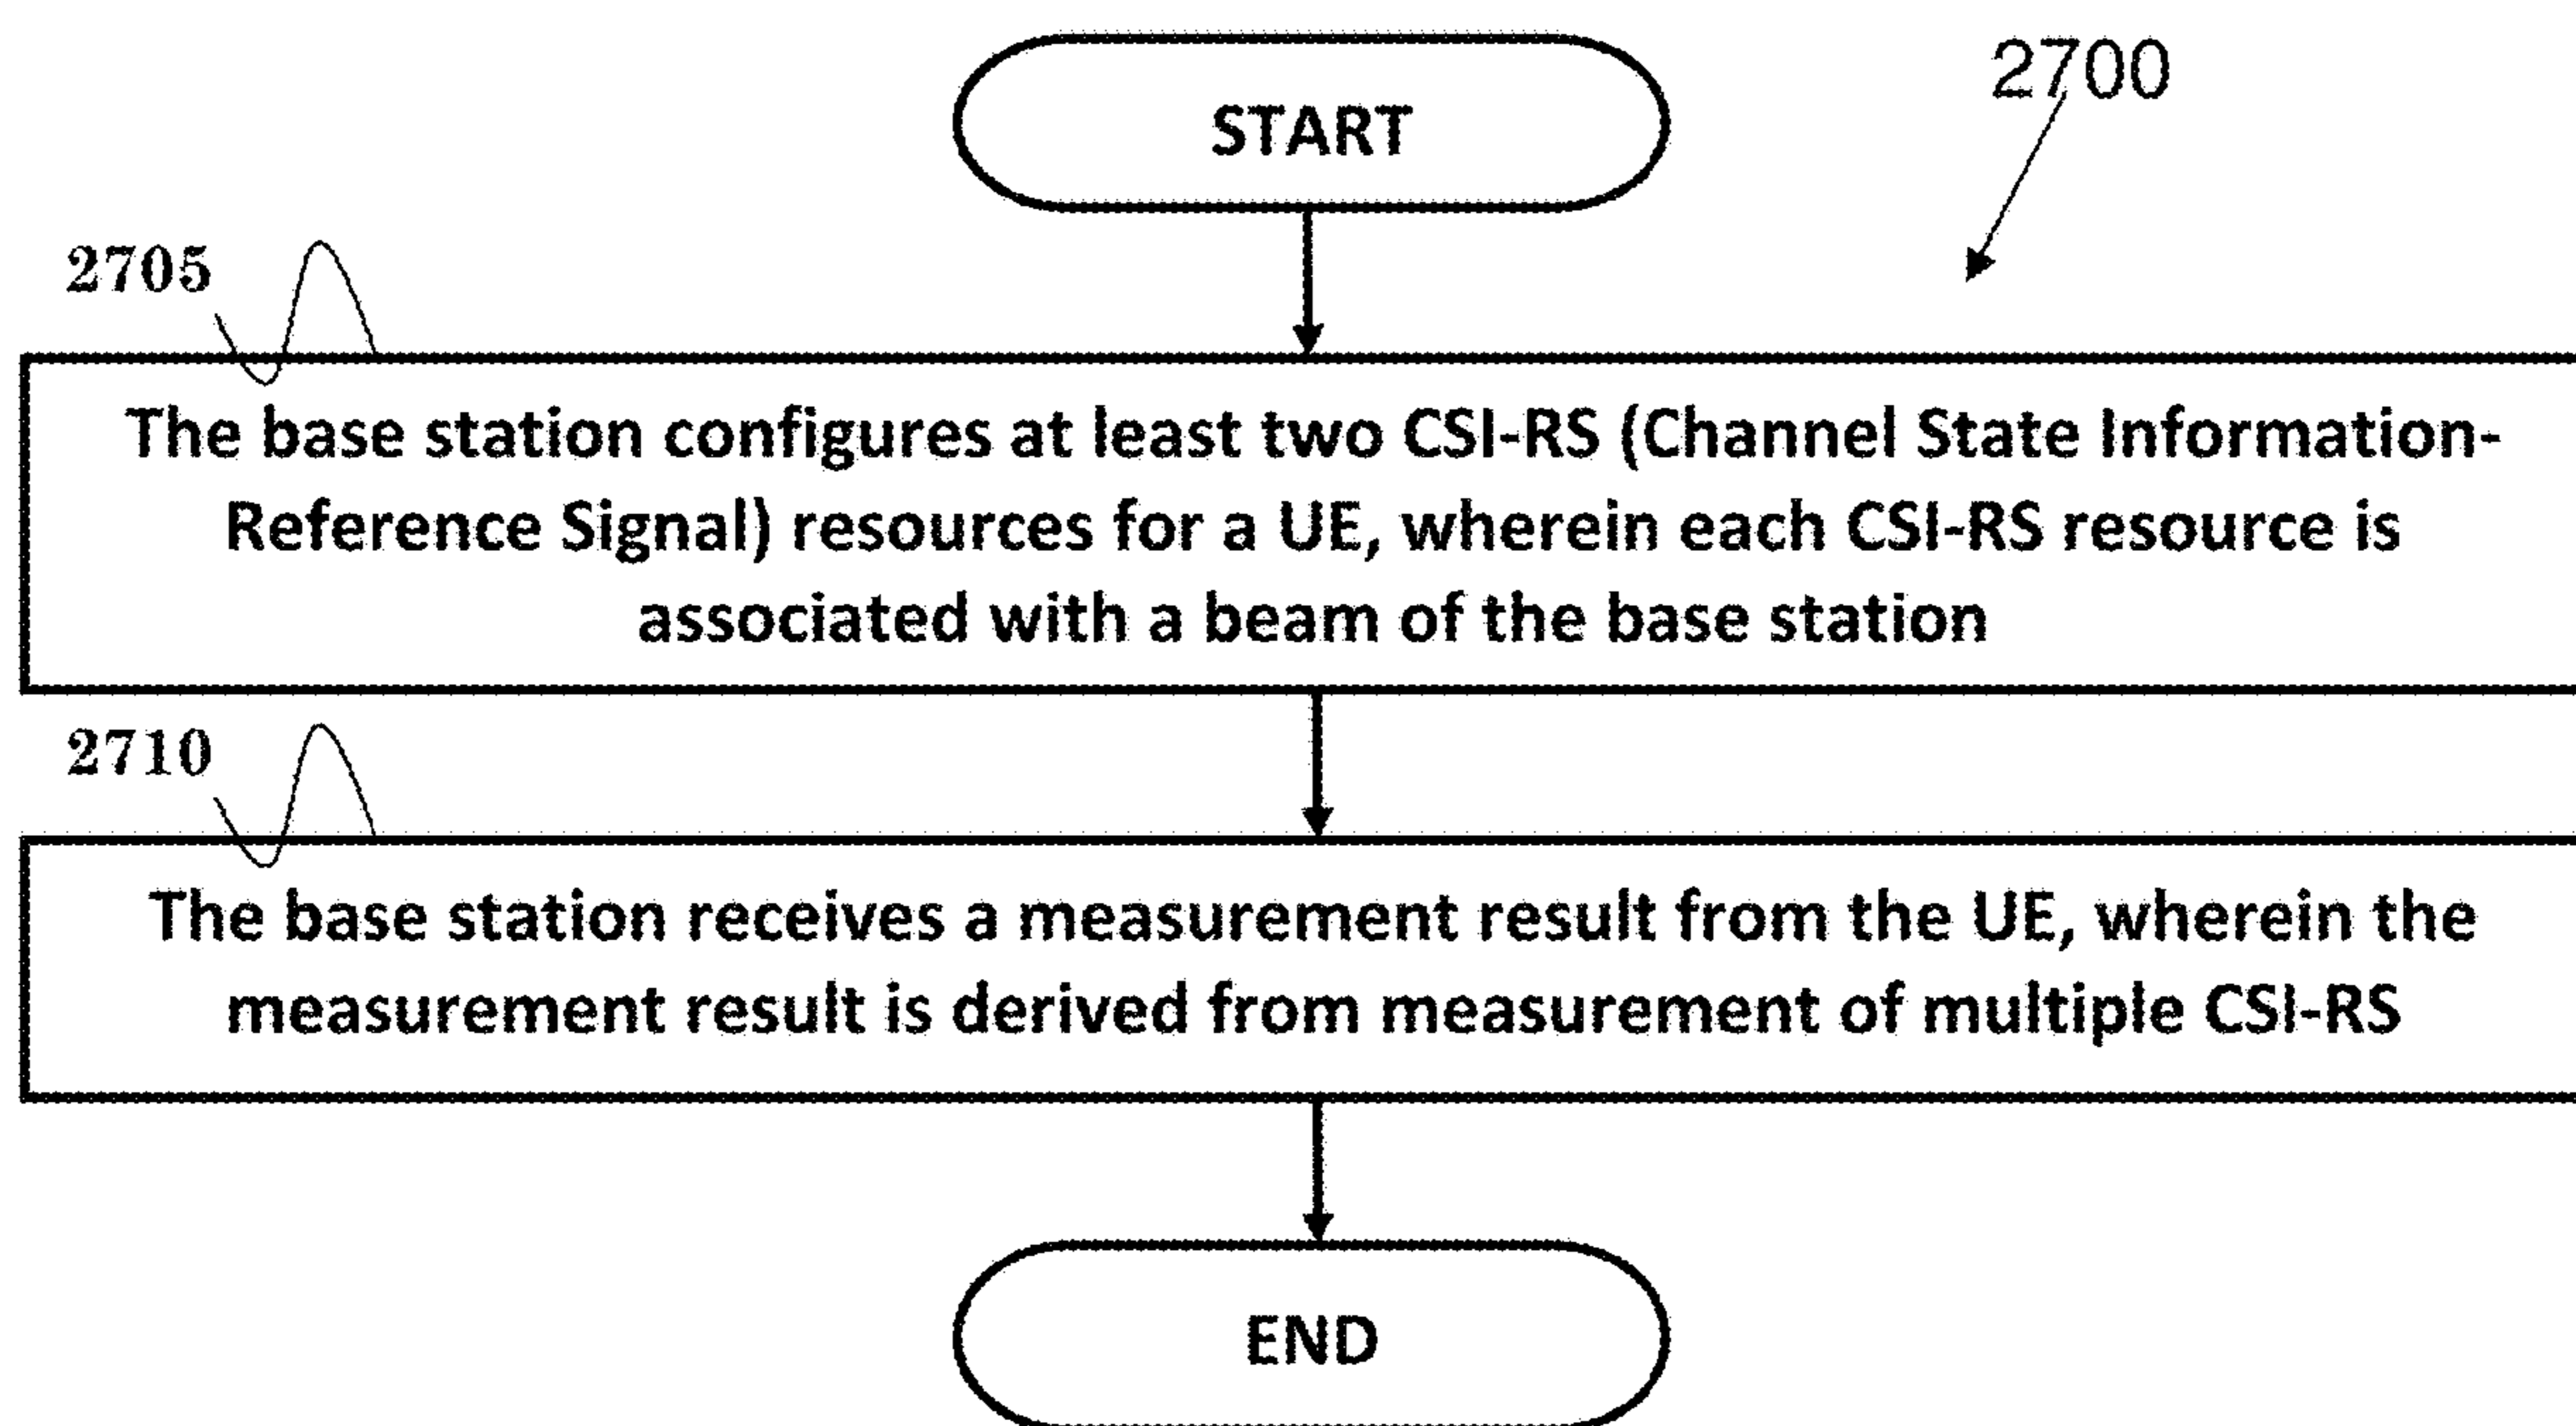 START
2700
2705
The base station configures at least two CSI-RS (Channel State Information-
Reference Signal) resources for a UE, wherein each CSI-RS resource is
associated with a beam of the base station
2710
The base station receives a measurement result from the UE, wherein the
measurement result is derived from measurement of multiple CSI-RS
END